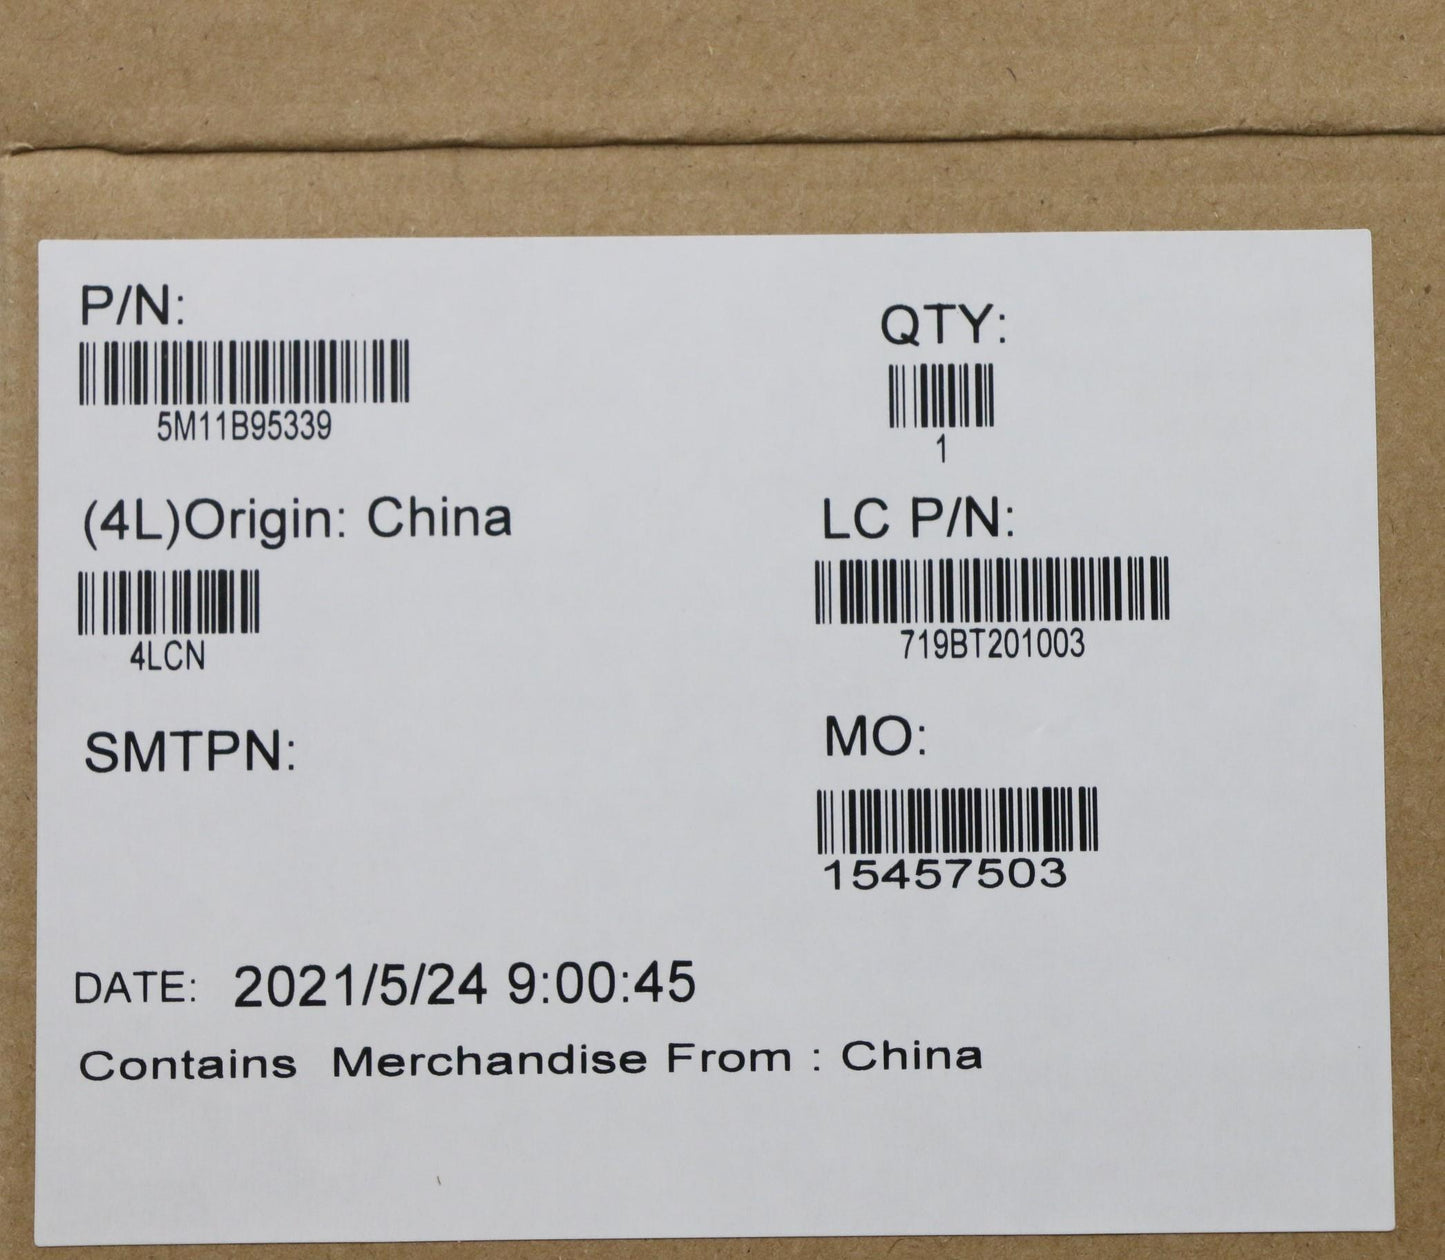 P/N:
5M11B95339
QTY:
1
(4L)Origin: China
4LCN
LC P/N:
719BT201003
SMTPN:
MO:
15457503
DATE: 2021/5/24 9:00:45
Contains Merchandise From : China